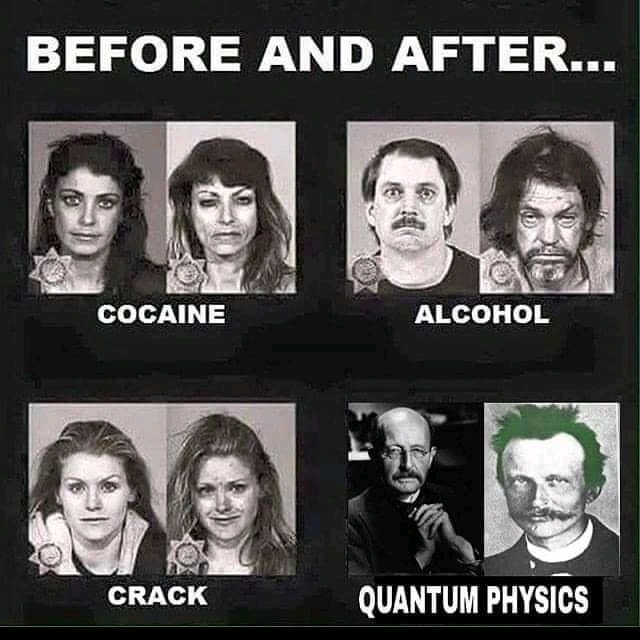 BEFORE AND AFTER...
COCAINE
ALCOHOL
CRACK
QUANTUM PHYSICS